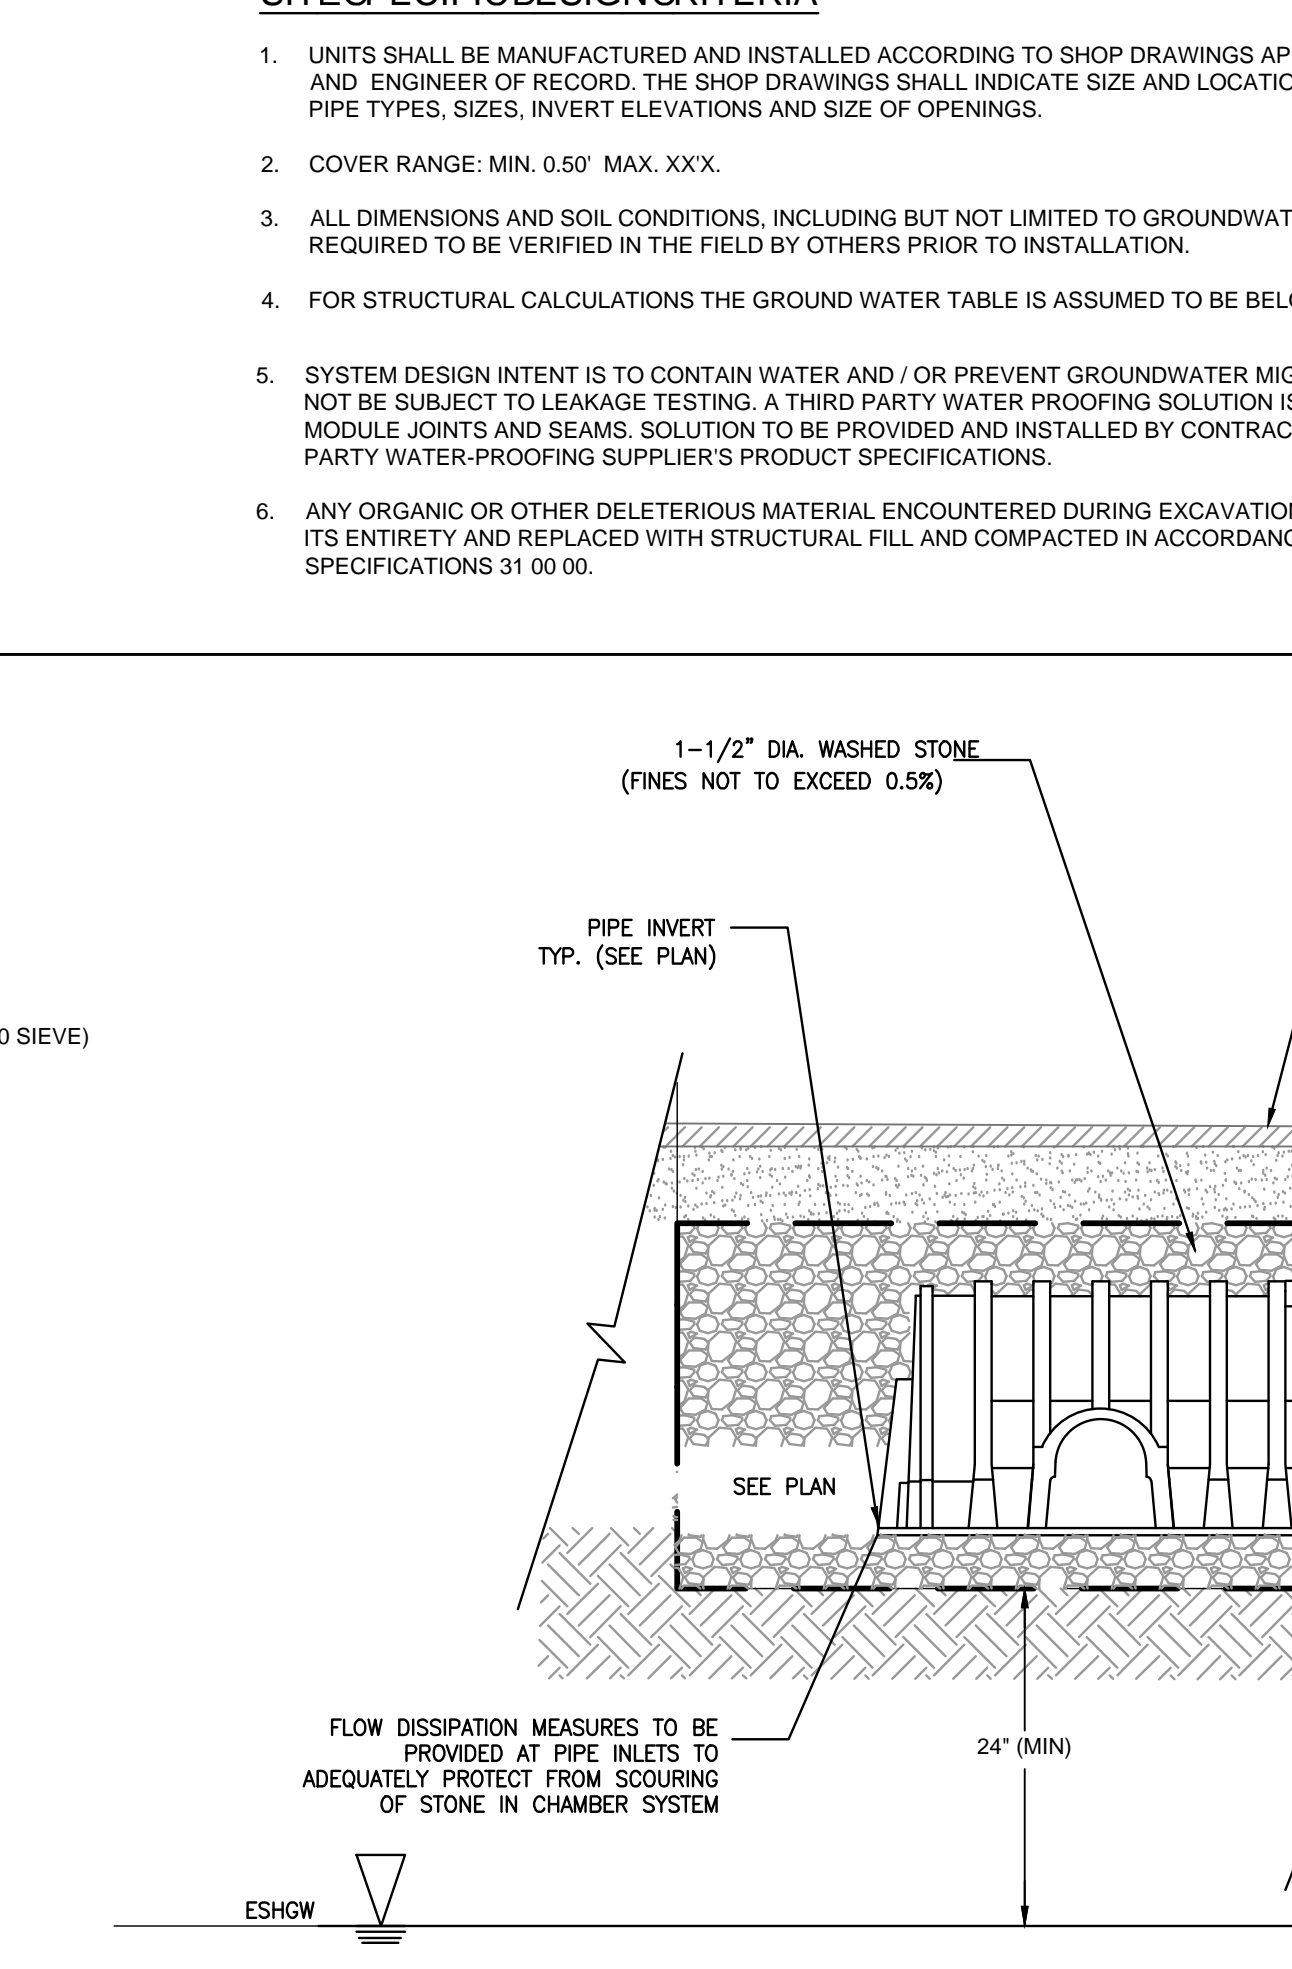 SITE SPECIFIC DESIGN CRITERIA
1. UNITS SHALL BE MANUFACTURED AND INSTALLED ACCORDING TO SHOP DRAWINGS AP
AND ENGINEER OF RECORD. THE SHOP DRAWINGS SHALL INDICATE SIZE AND LOCATIO
PIPE TYPES, SIZES, INVERT ELEVATIONS AND SIZE OF OPENINGS.
2. COVER RANGE: MIN. 0.50' MAX. XX'X.
3. ALL DIMENSIONS AND SOIL CONDITIONS, INCLUDING BUT NOT LIMITED TO GROUNDWAT
REQUIRED TO BE VERIFIED IN THE FIELD BY OTHERS PRIOR TO INSTALLATION.
4. FOR STRUCTURAL CALCULATIONS THE GROUND WATER TABLE IS ASSUMED TO BE BELO
5. SYSTEM DESIGN INTENT IS TO CONTAIN WATER AND / OR PREVENT GROUNDWATER MIG
NOT BE SUBJECT TO LEAKAGE TESTING. A THIRD PARTY WATER PROOFING SOLUTION IS
MODULE JOINTS AND SEAMS. SOLUTION TO BE PROVIDED AND INSTALLED BY CONTRAC
PARTY WATER-PROOFING SUPPLIER'S PRODUCT SPECIFICATIONS.
6. ANY ORGANIC OR OTHER DELETERIOUS MATERIAL ENCOUNTERED DURING EXCAVATION
ITS ENTIRETY AND REPLACED WITH STRUCTURAL FILL AND COMPACTED IN ACCORDANC
SPECIFICATIONS 31 00 00.
1-1/2" DIA. WASHED STONE
(FINES NOT TO EXCEED 0.5%)
PIPE INVERT
TYP. (SEE PLAN)
0 SIEVE)
SEE PLAN
FLOW DISSIPATION MEASURES TO BE
PROVIDED AT PIPE INLETS TO
ADEQUATELY PROTECT FROM SCOURING
OF STONE IN CHAMBER SYSTEM
24" (MIN)
ESHGW